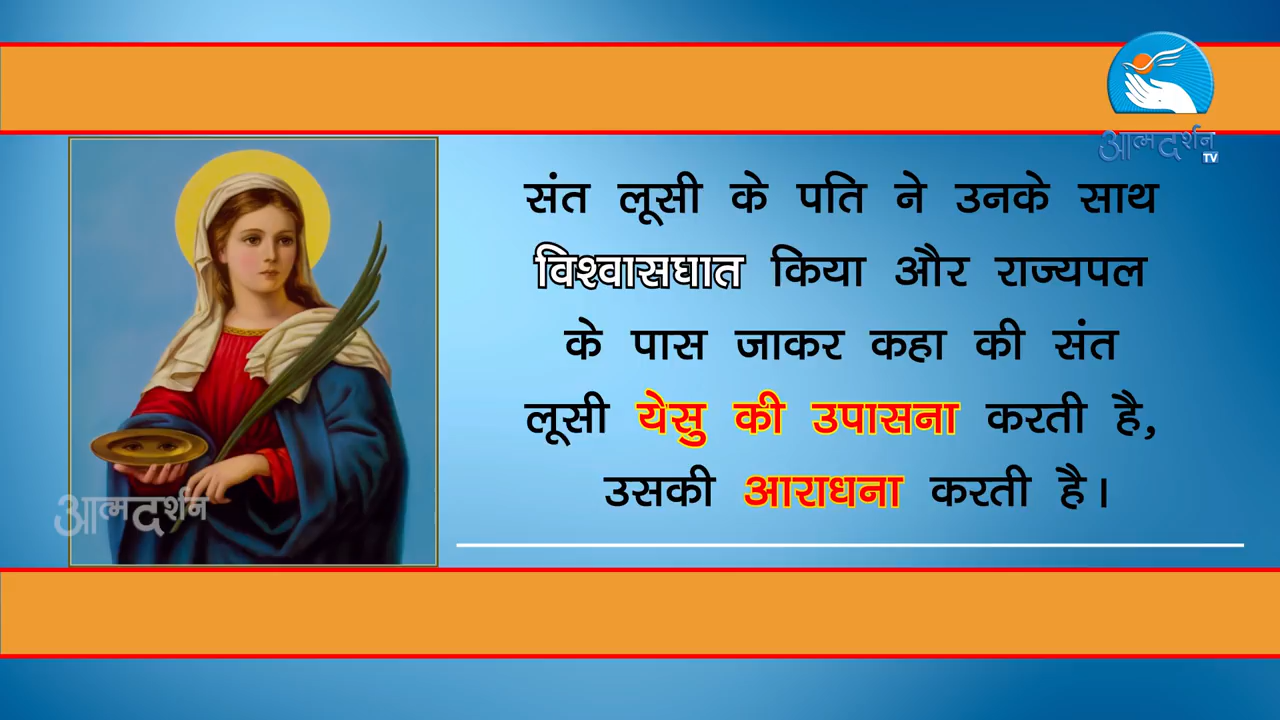 आत्मदर्शन
TV
संत लूसी के पति ने उनके साथ
विश्वासघात किया और राज्यपल
के पास जाकर कहा की संत
लूसी येसु की उपासना करती है,
उसकी आराधना करती है।
आत्मदर्शन